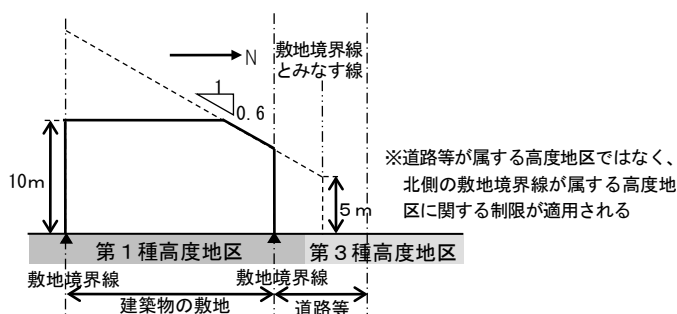 敷地境界線
とみなす線
N
1
0.6
10m
5m
※道路等が属する高度地区ではなく、
北側の敷地境界線が属する高度地
区に関する制限が適用される
第1種高度地区
第3種高度地区
敷地境界線
敷地境界線
建築物の敷地
道路等